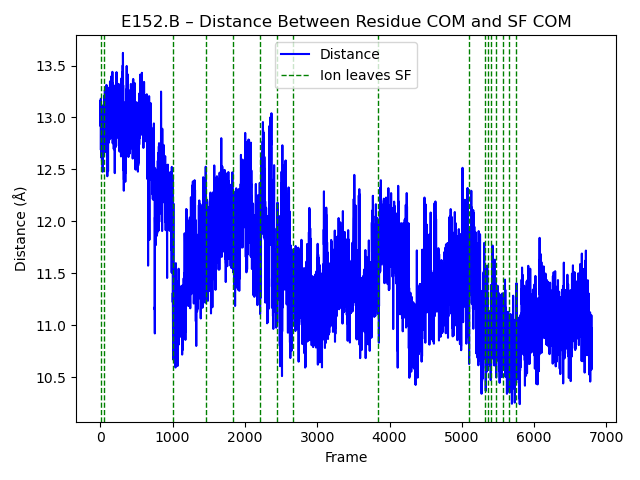 E152.B – Distance Between Residue COM and SF COM
Distance
Ion leaves SF
13.5
13.0
12.5
12.0
11.5
11.0
10.5
Distance (Å)
0 1000 2000 3000 4000 5000 6000 7000
Frame